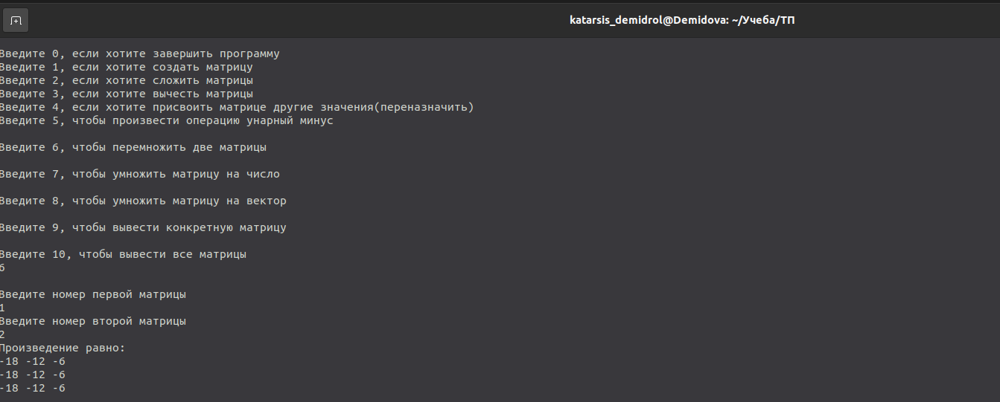 katarsis_demidrol@Demidova: ~/Учеба/ТП
Введите 0, если хотите завершить программу
Введите 1, если хотите создать матрицу
Введите 2, если хотите сложить матрицы
Введите 3, если хотите вычесть матрицы
Введите 4, если хотите присвоить матрице другие значения(переназначить)
Введите 5, чтобы произвести операцию унарный минус
Введите 6, чтобы перемножить две матрицы
Введите 7, чтобы умножить матрицу на число
Введите 8, чтобы умножить матрицу на вектор
Введите 9, чтобы вывести конкретную матрицу
Введите 10, чтобы вывести все матрицы
6
Введите номер первой матрицы
1
Введите номер второй матрицы
2
Произведение равно:
-18 -12 -6
-18 -12 -6
-18 -12 -6